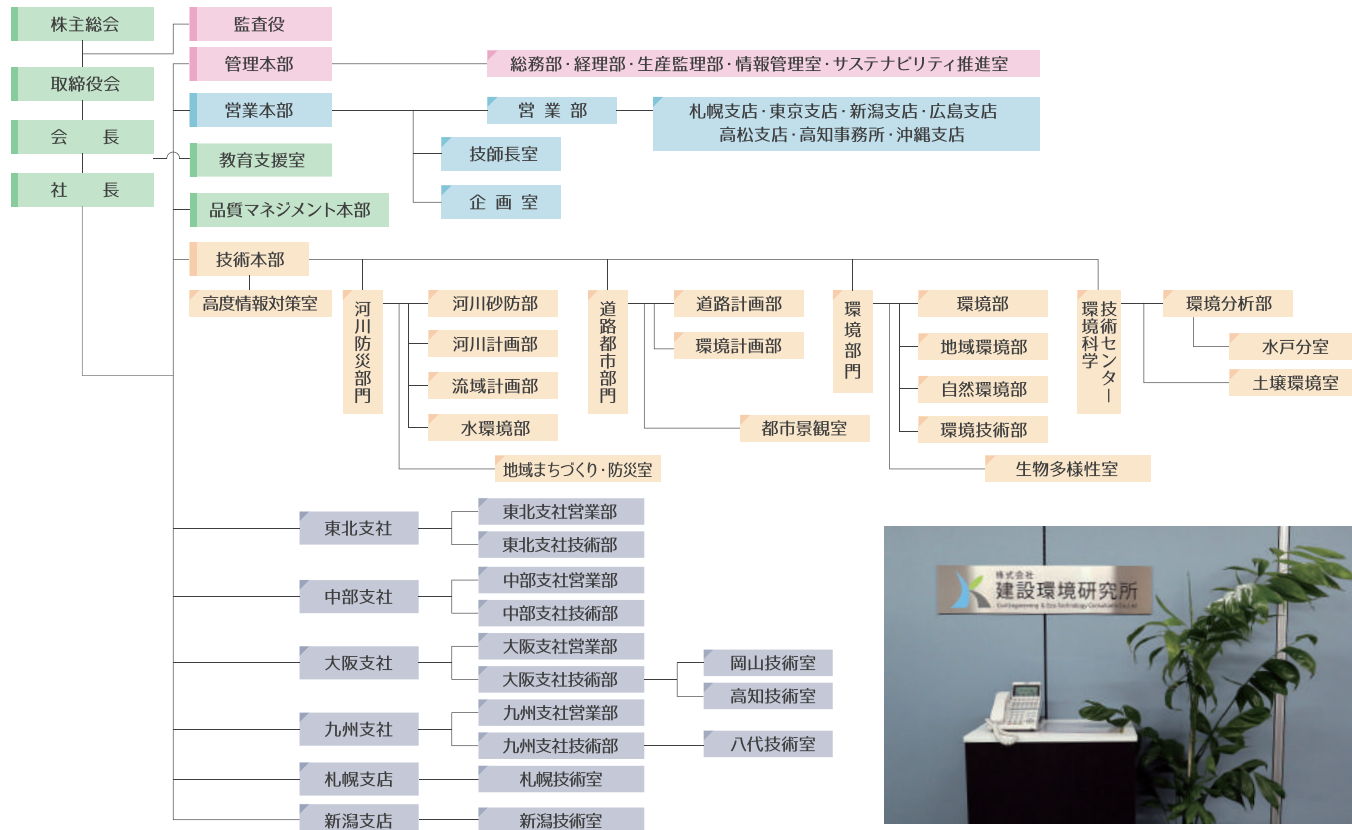 株主総会
監査役
管理本部
総務部・経理部・生産監理部・情報管理室・サステナビリティ推進室
取締役会
営業本部
営業部
札幌支店・東京支店・新潟支店・広島支店
高松支店・高知事務所・沖縄支店
会長
技師長室
教育支援室
社長
企画室
品質マネジメント本部
技術本部
高度情報対策室
河川防災部門
河川砂防部
河川計画部
流域計画部
水環境部
地域まちづくり・防災室
道路都市部門
道路計画部
環境計画部
都市景観室
環境部門
環境部
地域環境部
自然環境部
環境技術部
生物多様性室
環境科学
技術センター
環境分析部
水戸分室
土壌環境室
東北支社
東北支社営業部
東北支社技術部
中部支社
中部支社営業部
中部支社技術部
大阪支社
大阪支社営業部
大阪支社技術部
岡山技術室
高知技術室
九州支社
九州支社営業部
九州支社技術部
八代技術室
札幌支店
札幌技術室
新潟支店
新潟技術室
株式会社
建設環境研究所